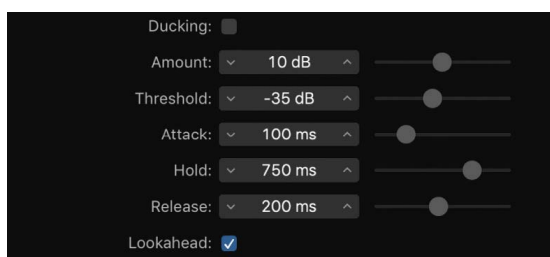 Ducking:
Amount: 10 dB
Threshold: -35 dB
Attack: 100 ms
Hold: 750 ms
Release: 200 ms
Lookahead: